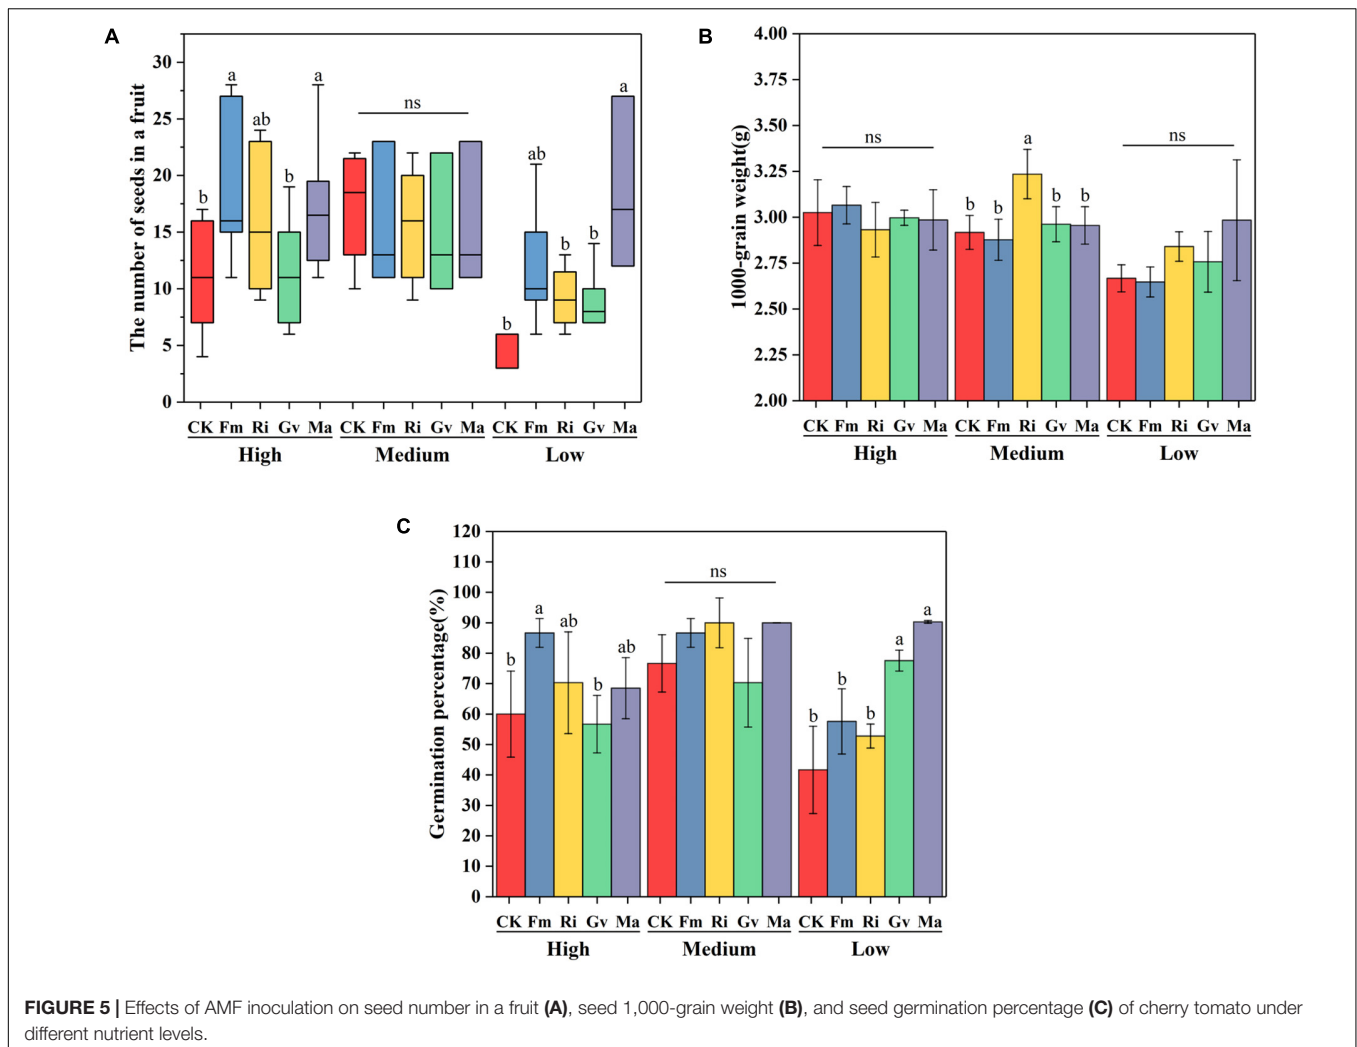 A
The number of seeds in a fruit
30
25
20
15
10
5
0
b
a
ab
b
a
ns
b
ab
b
b
a
CK Fm Ri Gv Ma CK Fm Ri Gv Ma CK Fm Ri Gv Ma
High Medium Low
B
1000-grain weight(g)
4.00
3.75
3.50
3.25
3.00
2.75
2.50
2.25
2.00
ns
b
b
a
b
b
ns
CK Fm Ri Gv Ma CK Fm Ri Gv Ma CK Fm Ri Gv Ma
High Medium Low
C
Germination percentage(%)
120
110
100
90
80
70
60
50
40
30
20
10
0
b
a
ab
b
ab
ns
b
b
b
a
a
CK Fm Ri Gv Ma CK Fm Ri Gv Ma CK Fm Ri Gv Ma
High Medium Low
FIGURE 5 | Effects of AMF inoculation on seed number in a fruit (A), seed 1,000-grain weight (B), and seed germination percentage (C) of cherry tomato under
different nutrient levels.